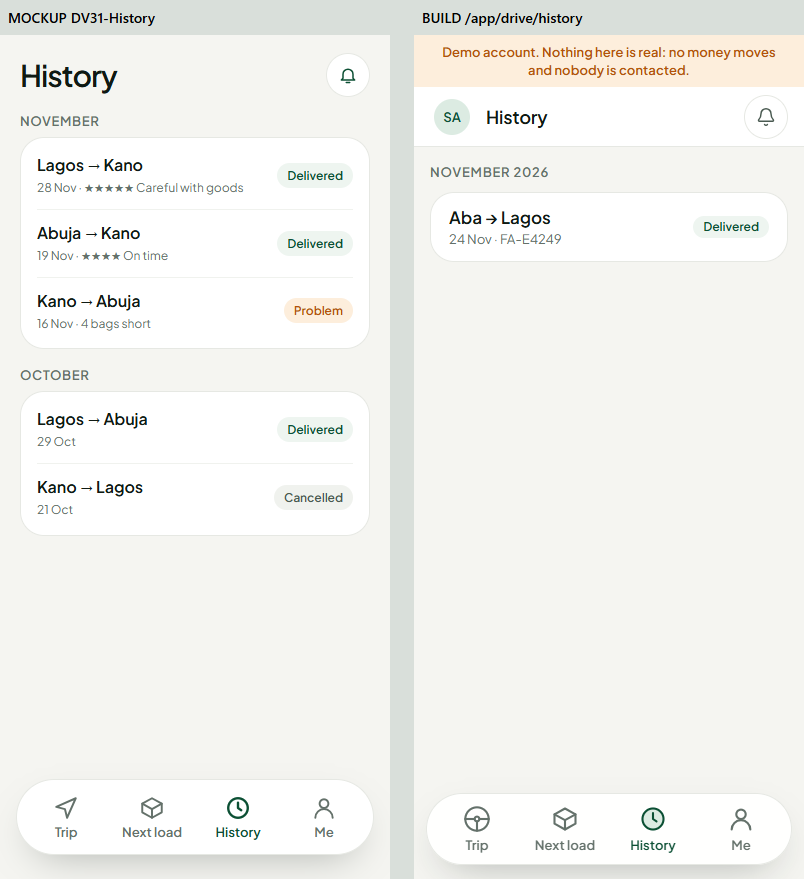 MOCKUP DV31-History
History
NOVEMBER
Lagos → Kano
28 Nov · ★★★★★ Careful with goods
Delivered
Abuja → Kano
19 Nov · ★★★★ On time
Delivered
Kano → Abuja
16 Nov · 4 bags short
Problem
OCTOBER
Lagos → Abuja
29 Oct
Delivered
Kano → Lagos
21 Oct
Cancelled
Trip
Next load
History
Me
BUILD /app/drive/history
Demo account. Nothing here is real: no money moves
and nobody is contacted.
SA
History
NOVEMBER 2026
Aba → Lagos
24 Nov · FA-E4249
Delivered
Trip
Next load
History
Me